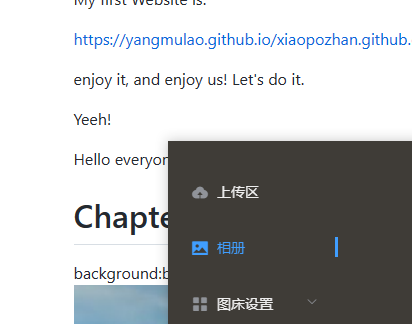 My first Website is:
https://yangmulao.github.io/xiaopozhan.github.
enjoy it, and enjoy us! Let's do it.
Yeeh!
Hello everyon
上传区
Chapte
相册
background:b
图床设置